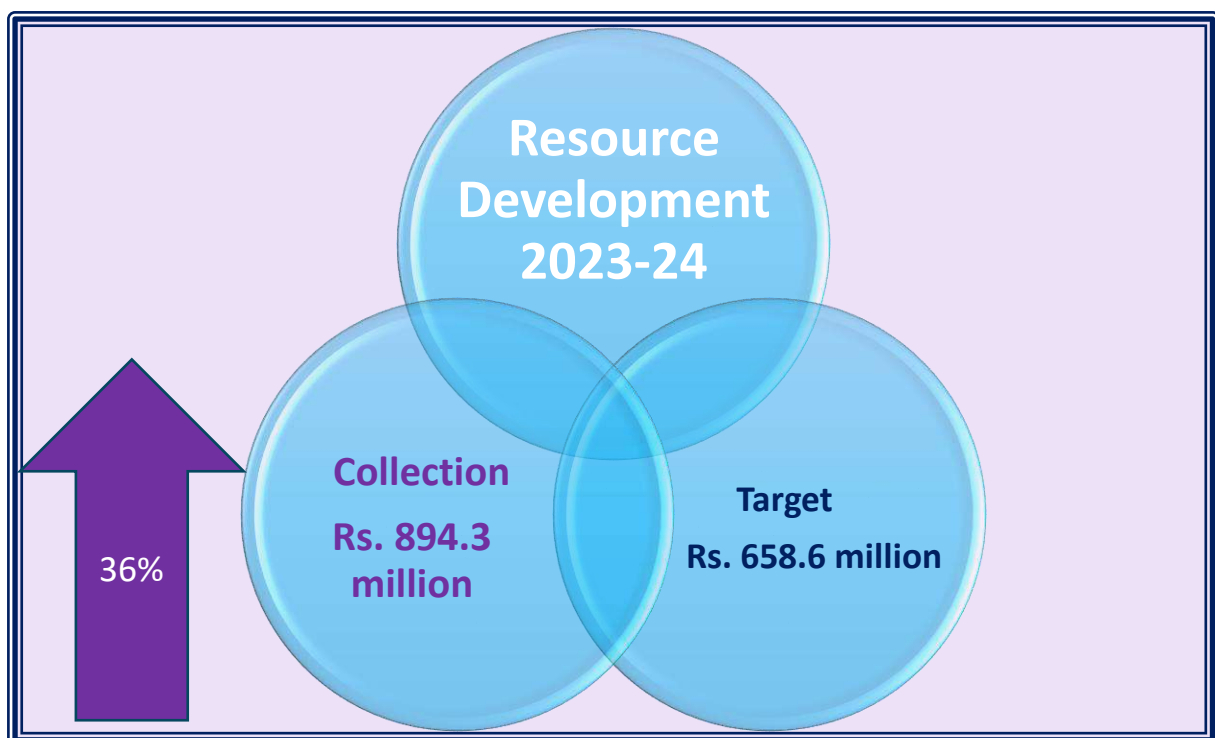 Resource
Development
2023-24
Collection
Rs. 894.3
million
Target
Rs. 658.6 million
36%